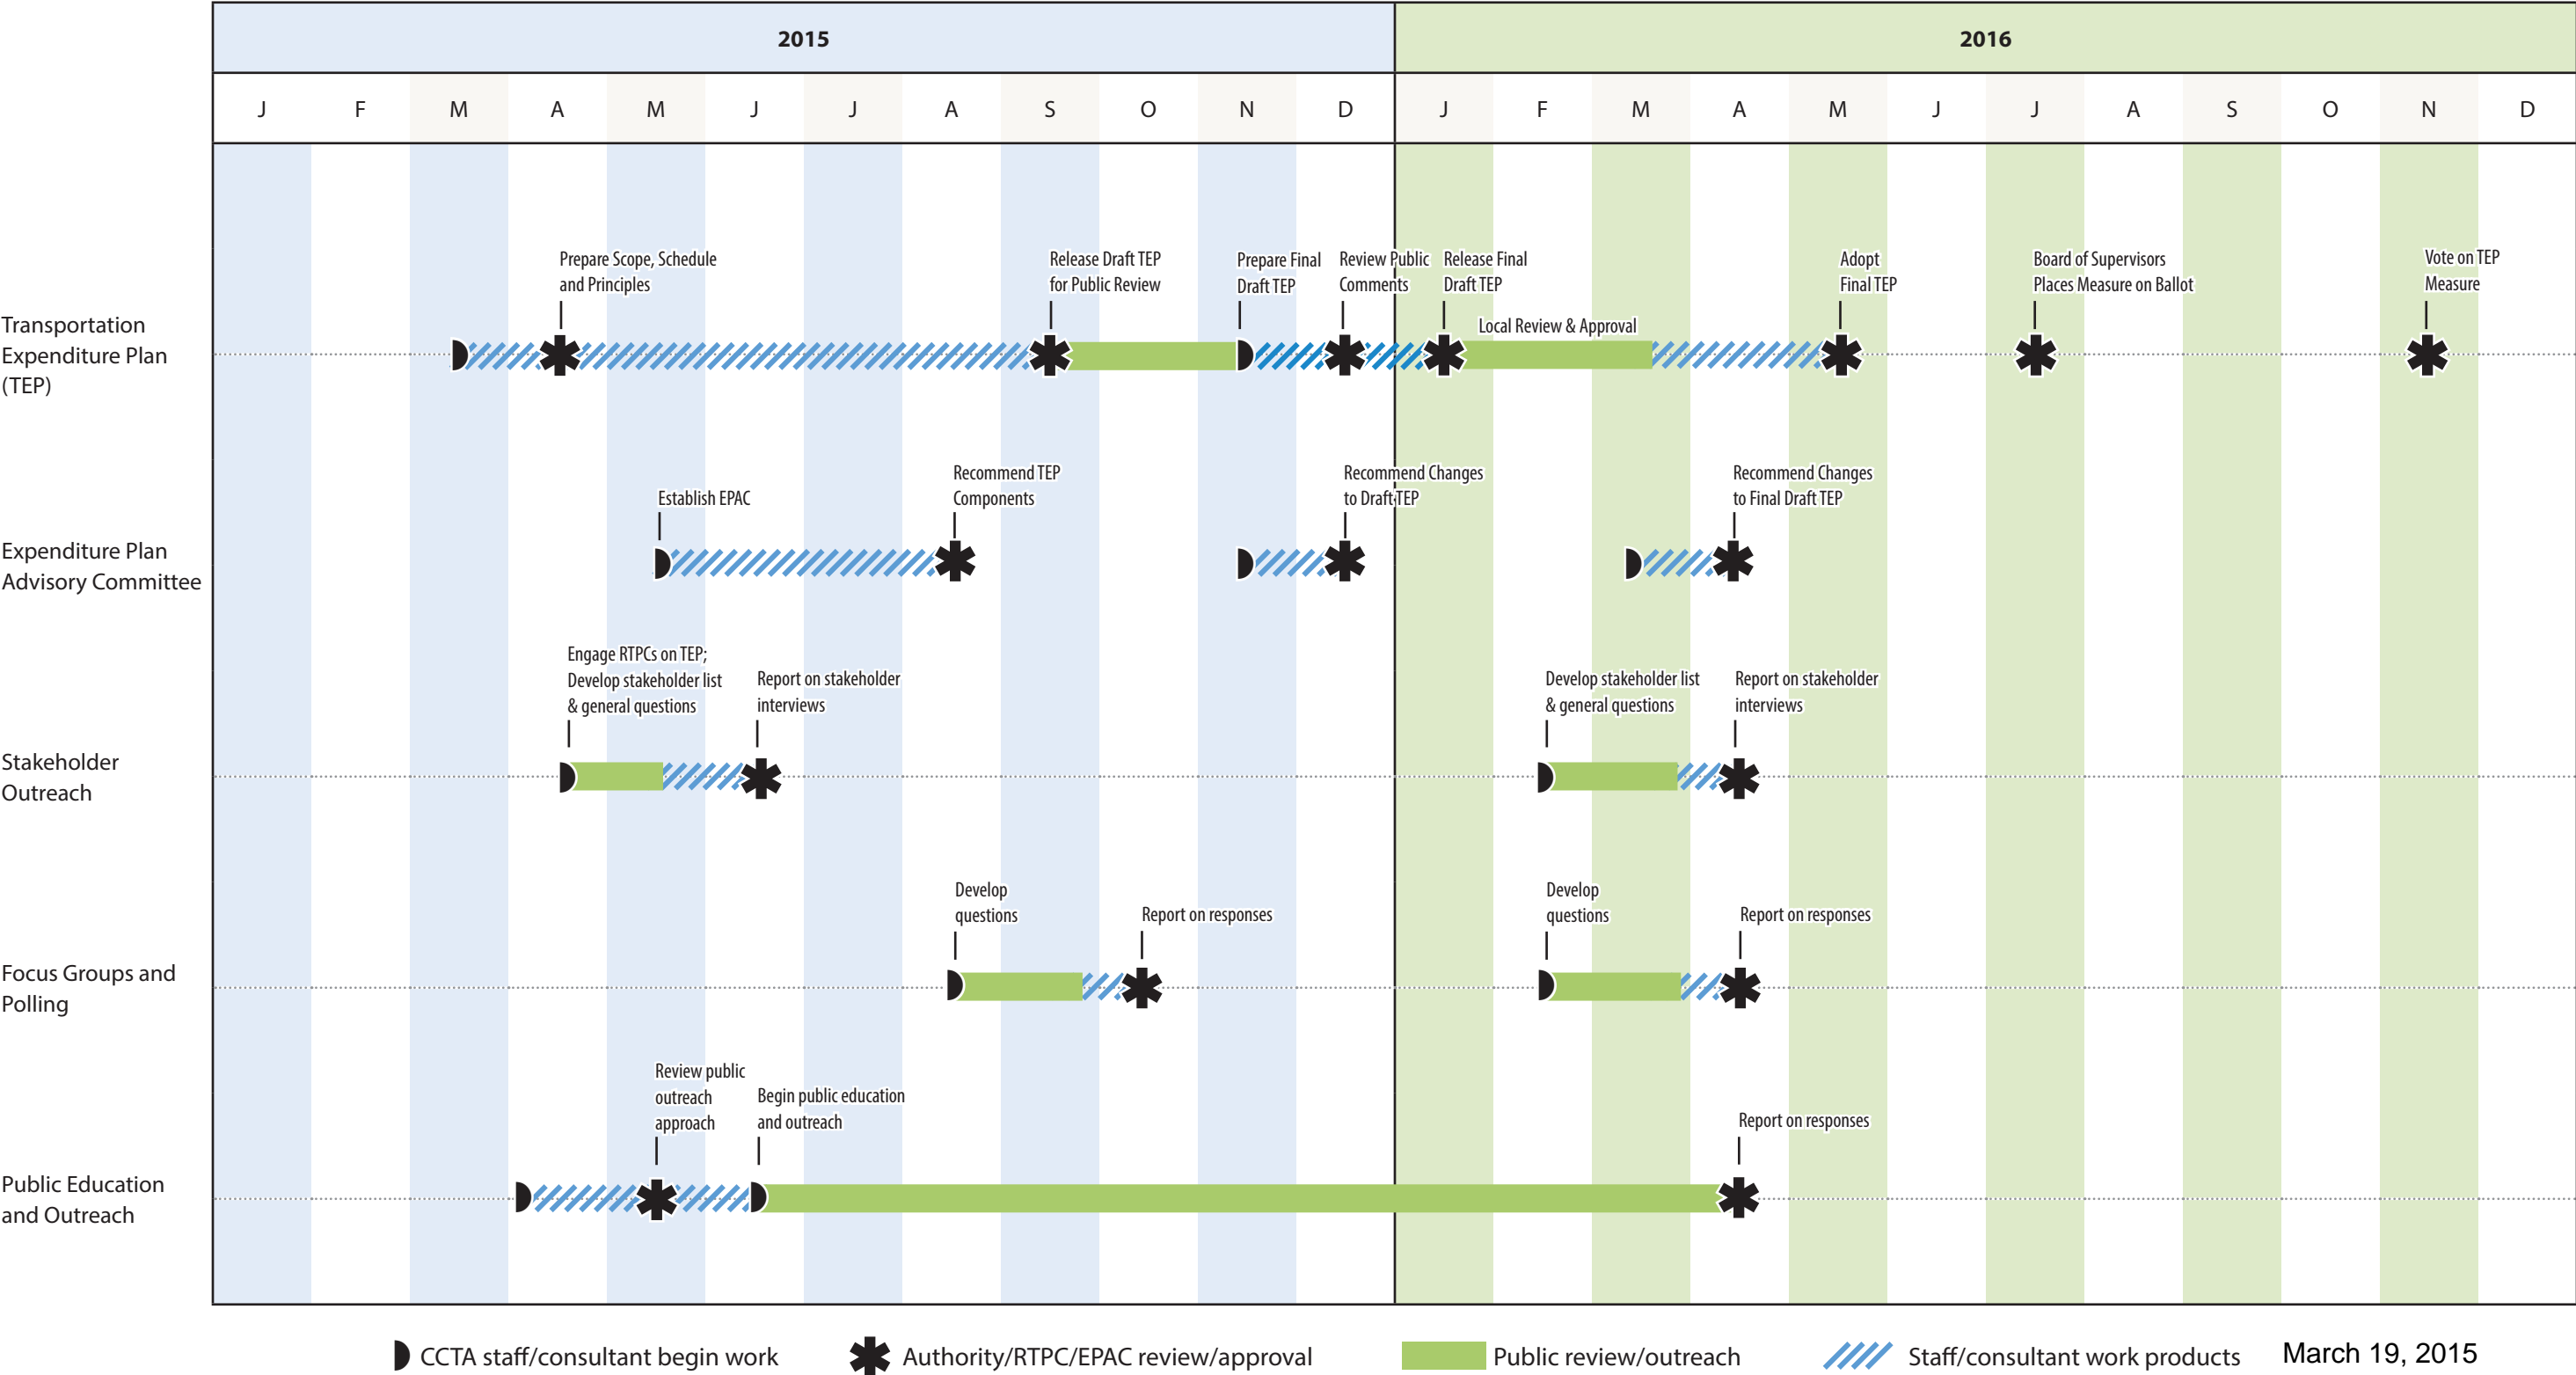 2015
2016
J F M A M J J A S O N D J F M A M J J A S O N D
Transportation
Expenditure Plan
(TEP)
Prepare Scope, Schedule
and Principles
Release Draft TEP
for Public Review
Prepare Final
Draft TEP
Review Public
Comments
Release Final
Draft TEP
Local Review & Approval
Adopt
Final TEP
Board of Supervisors
Places Measure on Ballot
Vote on TEP
Measure
Expenditure Plan
Advisory Committee
Establish EPAC
Recommend TEP
Components
Recommend Changes
to Draft TEP
Recommend Changes
to Final Draft TEP
Stakeholder
Outreach
Engage RTPCs on TEP;
Develop stakeholder list
& general questions
Report on stakeholder
interviews
Develop stakeholder list
& general questions
Report on stakeholder
interviews
Focus Groups and
Polling
Develop
questions
Report on responses
Develop
questions
Report on responses
Public Education
and Outreach
Review public
outreach
approach
Begin public education
and outreach
Report on responses
CCTA staff/consultant begin work
Authority/RTPC/EPAC review/approval
Public review/outreach
Staff/consultant work products
March 19, 2015